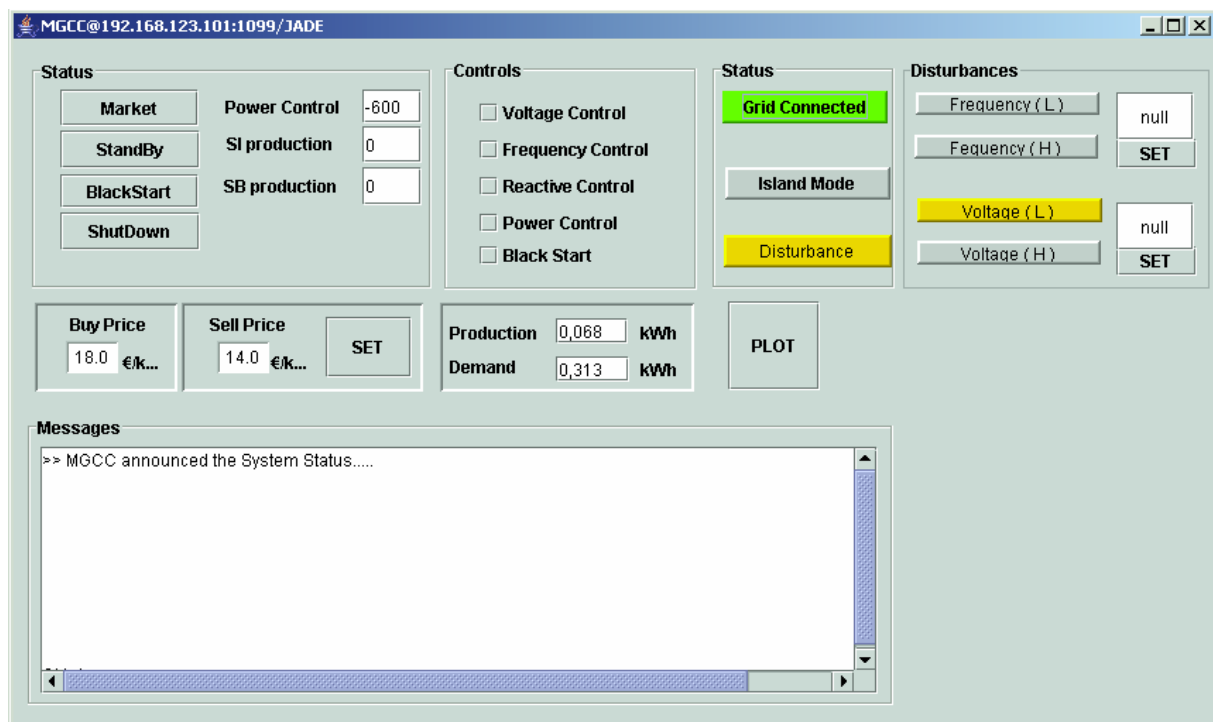 MGCC@192.168.123.101:1099/JADE
Status
Market
Power Control -600
StandBy
SI production 0
BlackStart
SB production 0
ShutDown
Controls
Voltage Control
Frequency Control
Reactive Control
Power Control
Black Start
Status
Grid Connected
Island Mode
Disturbance
Disturbances
Frequency ( L )
null
Fequency ( H )
SET
Voltage ( L )
null
Voltage ( H )
SET
Buy Price
18.0 €/k...
Sell Price
14.0 €/k...
SET
Production 0,068 kWh
Demand 0,313 kWh
PLOT
Messages
>> MGCC announced the System Status.....